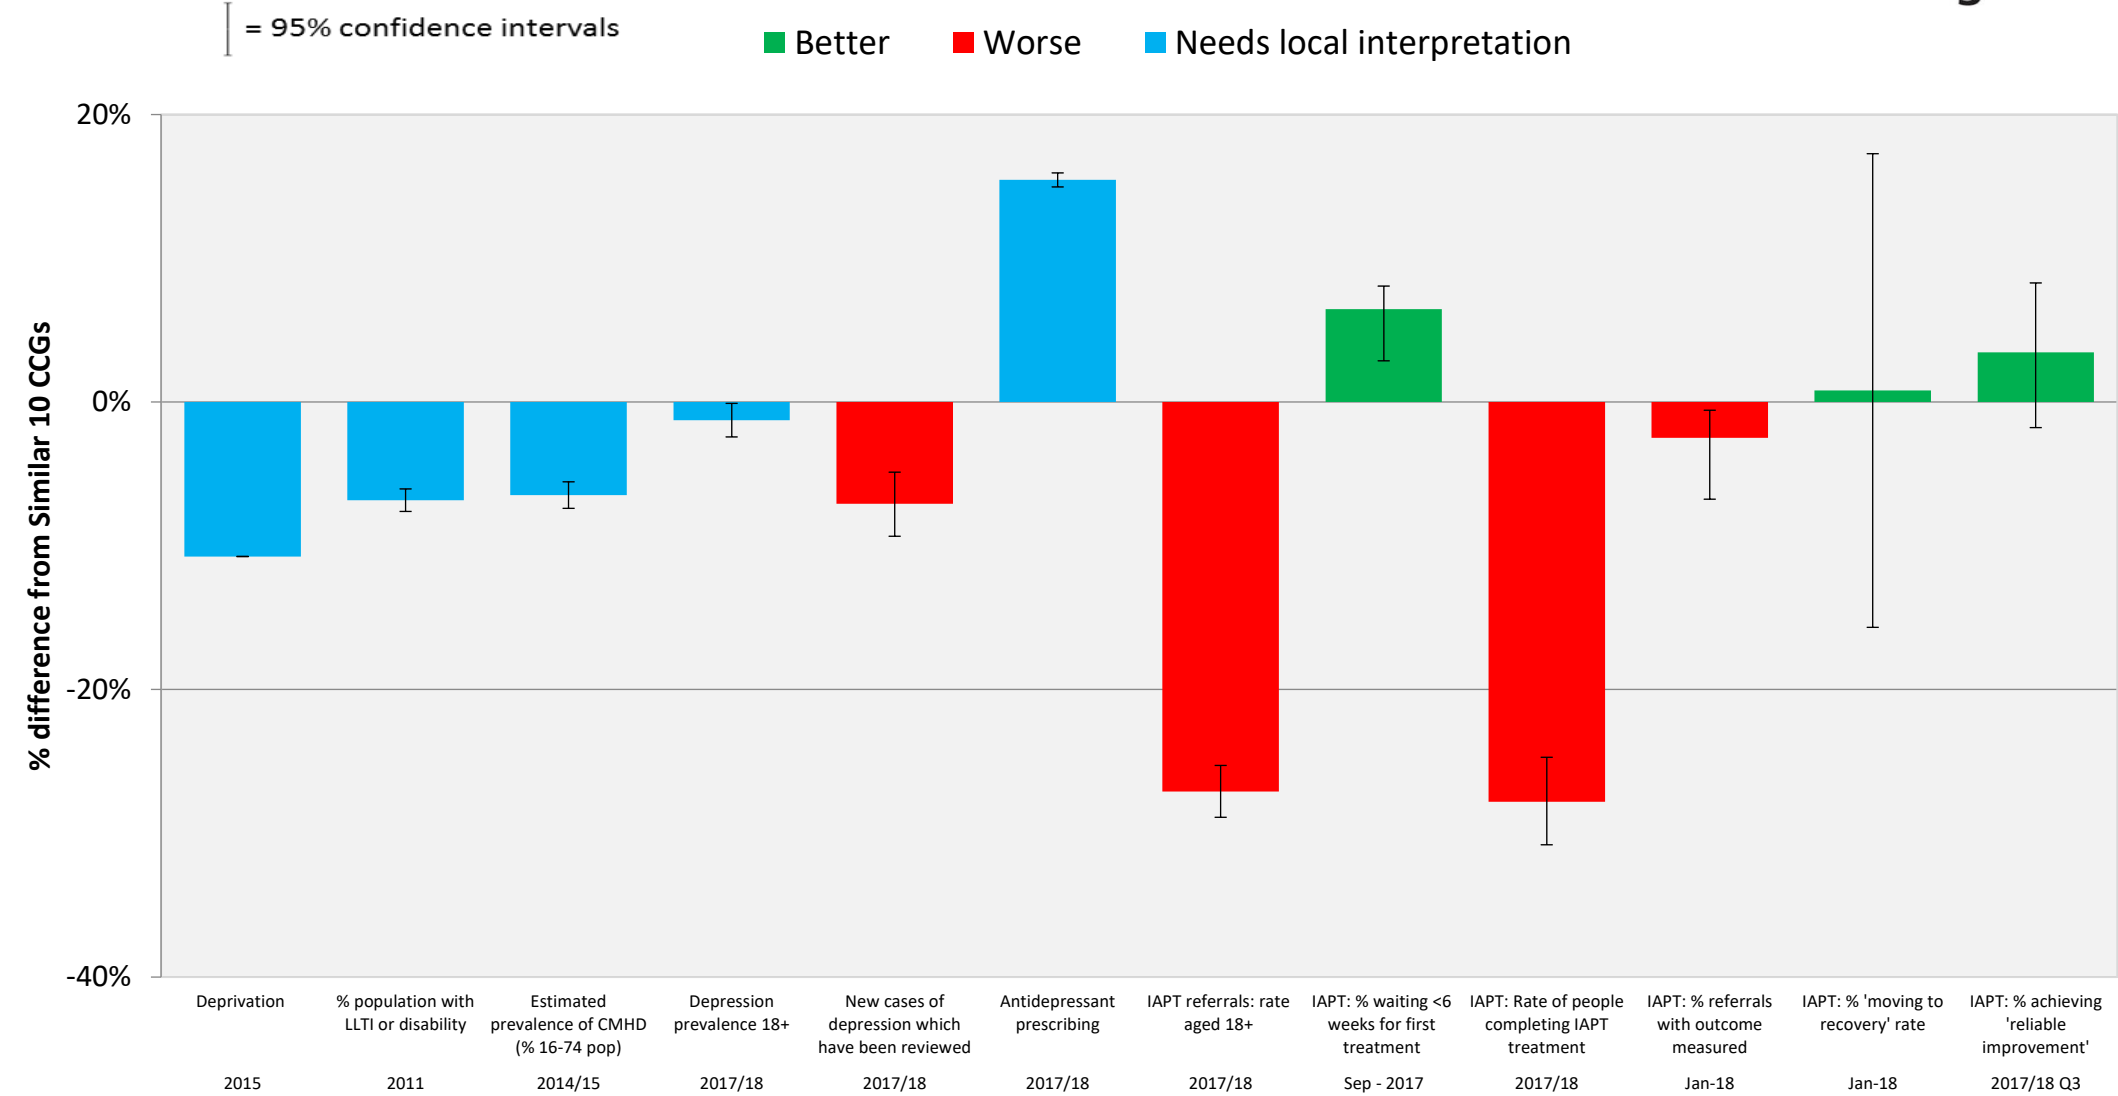 = 95% confidence intervals
Better
Worse
Needs local interpretation
20%
0%
-20%
-40%
% difference from Similar 10 CCGs
Deprivation
2015
% population with
LLTI or disability
2011
Estimated
prevalence of CMHD
(% 16-74 pop)
2014/15
Depression
prevalence 18+
2017/18
New cases of
depression which
have been reviewed
2017/18
Antidepressant
prescribing
2017/18
IAPT referrals: rate
aged 18+
2017/18
IAPT: % waiting <6
weeks for first
treatment
Sep - 2017
IAPT: Rate of people
completing IAPT
treatment
2017/18
IAPT: % referrals
with outcome
measured
Jan-18
IAPT: % 'moving to
recovery' rate
Jan-18
IAPT: % achieving
'reliable
improvement'
2017/18 Q3